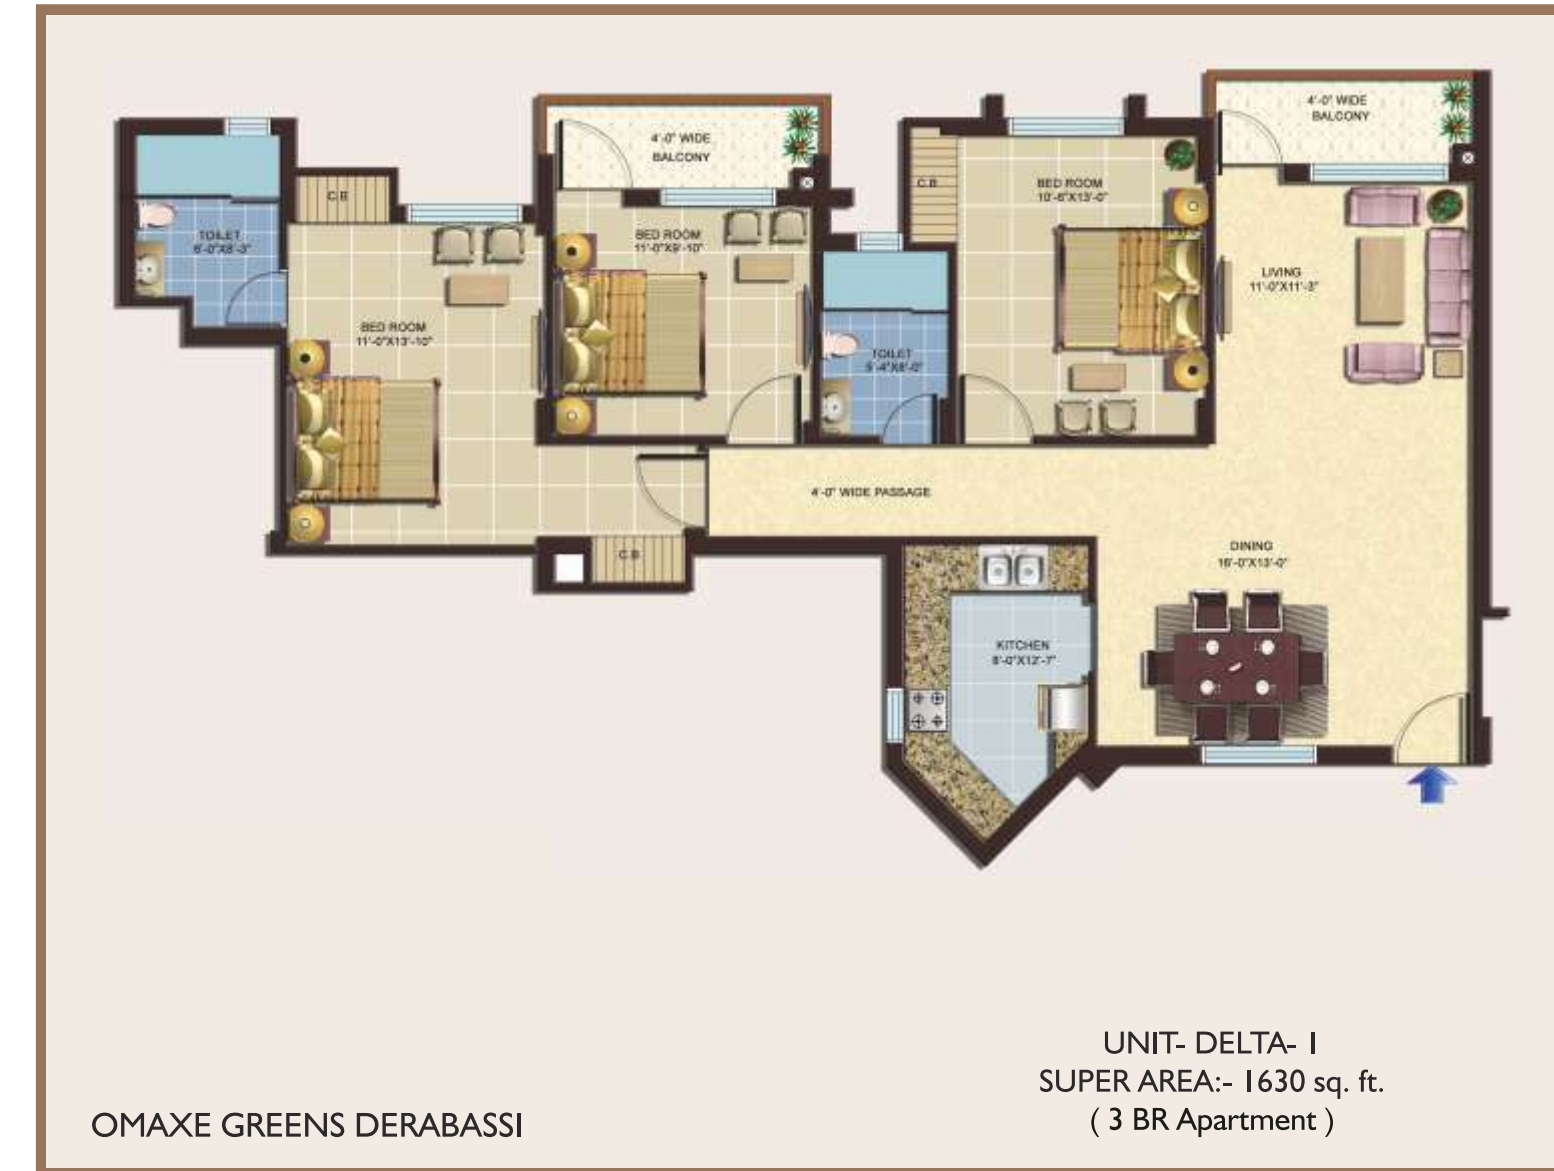 4'-0" WIDE
BALCONY
4'-0" WIDE
BALCONY
C.B
C.B
BED ROOM
10'-6"X13'-0"
TOILET
6'-0"X8'-3"
BED ROOM
11'-0"X9'-10"
LIVING
11'-0"X11'-3"
BED ROOM
11'-0"X13'-10"
TOILET
5'-4"X8'-0"
4'-0" WIDE PASSAGE
C.B
DINING
16'-0"X13'-0"
KITCHEN
8'-0"X12'-7"
UNIT- DELTA- 1
SUPER AREA:- 1630 sq. ft.
( 3 BR Apartment )
OMAXE GREENS DERABASSI